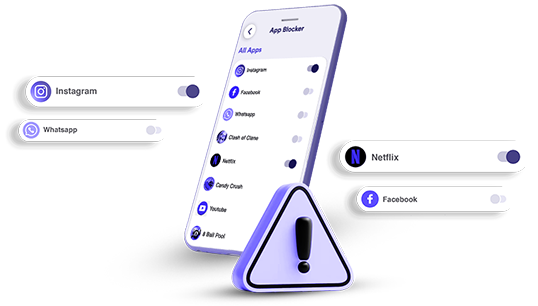 App Blocker
All Apps
Instagram
Facebook
Whatsapp
Clash of Clane
Netflix
Candy Crush
Youtube
8 Ball Pool
Instagram
Whatsapp
Netflix
Facebook